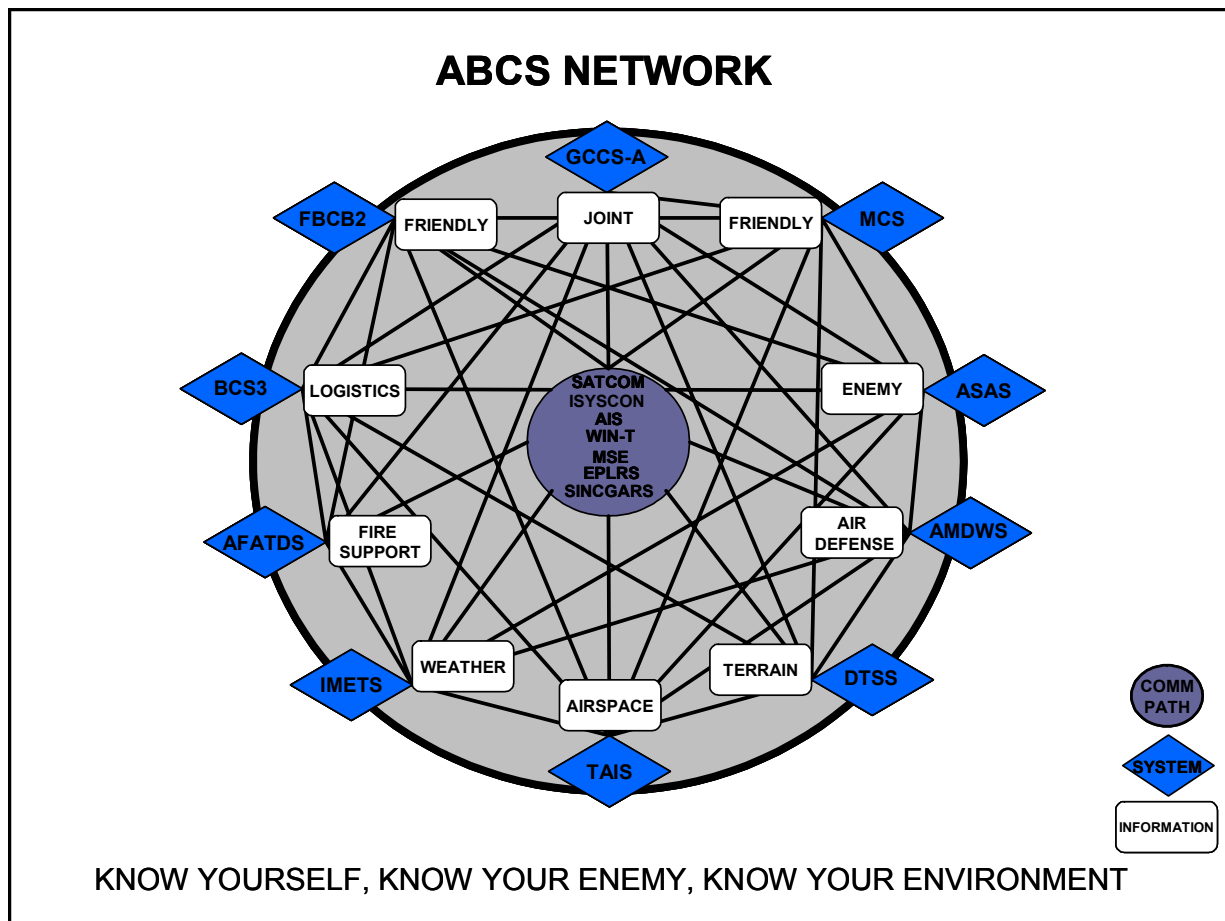 ABCS NETWORK
GCCS-A
FBCB2
MCS
FRIENDLY
JOINT
FRIENDLY
BCS3
LOGISTICS
SATCOM
ISYSCON
AIS
WIN-T
MSE
EPLRS
SINCGARS
ENEMY
ASAS
AFATDS
FIRE
SUPPORT
AIR
DEFENSE
AMDWS
IMETS
WEATHER
AIRSPACE
TERRAIN
DTSS
TAIS
COMM
PATH
SYSTEM
INFORMATION
KNOW YOURSELF, KNOW YOUR ENEMY, KNOW YOUR ENVIRONMENT